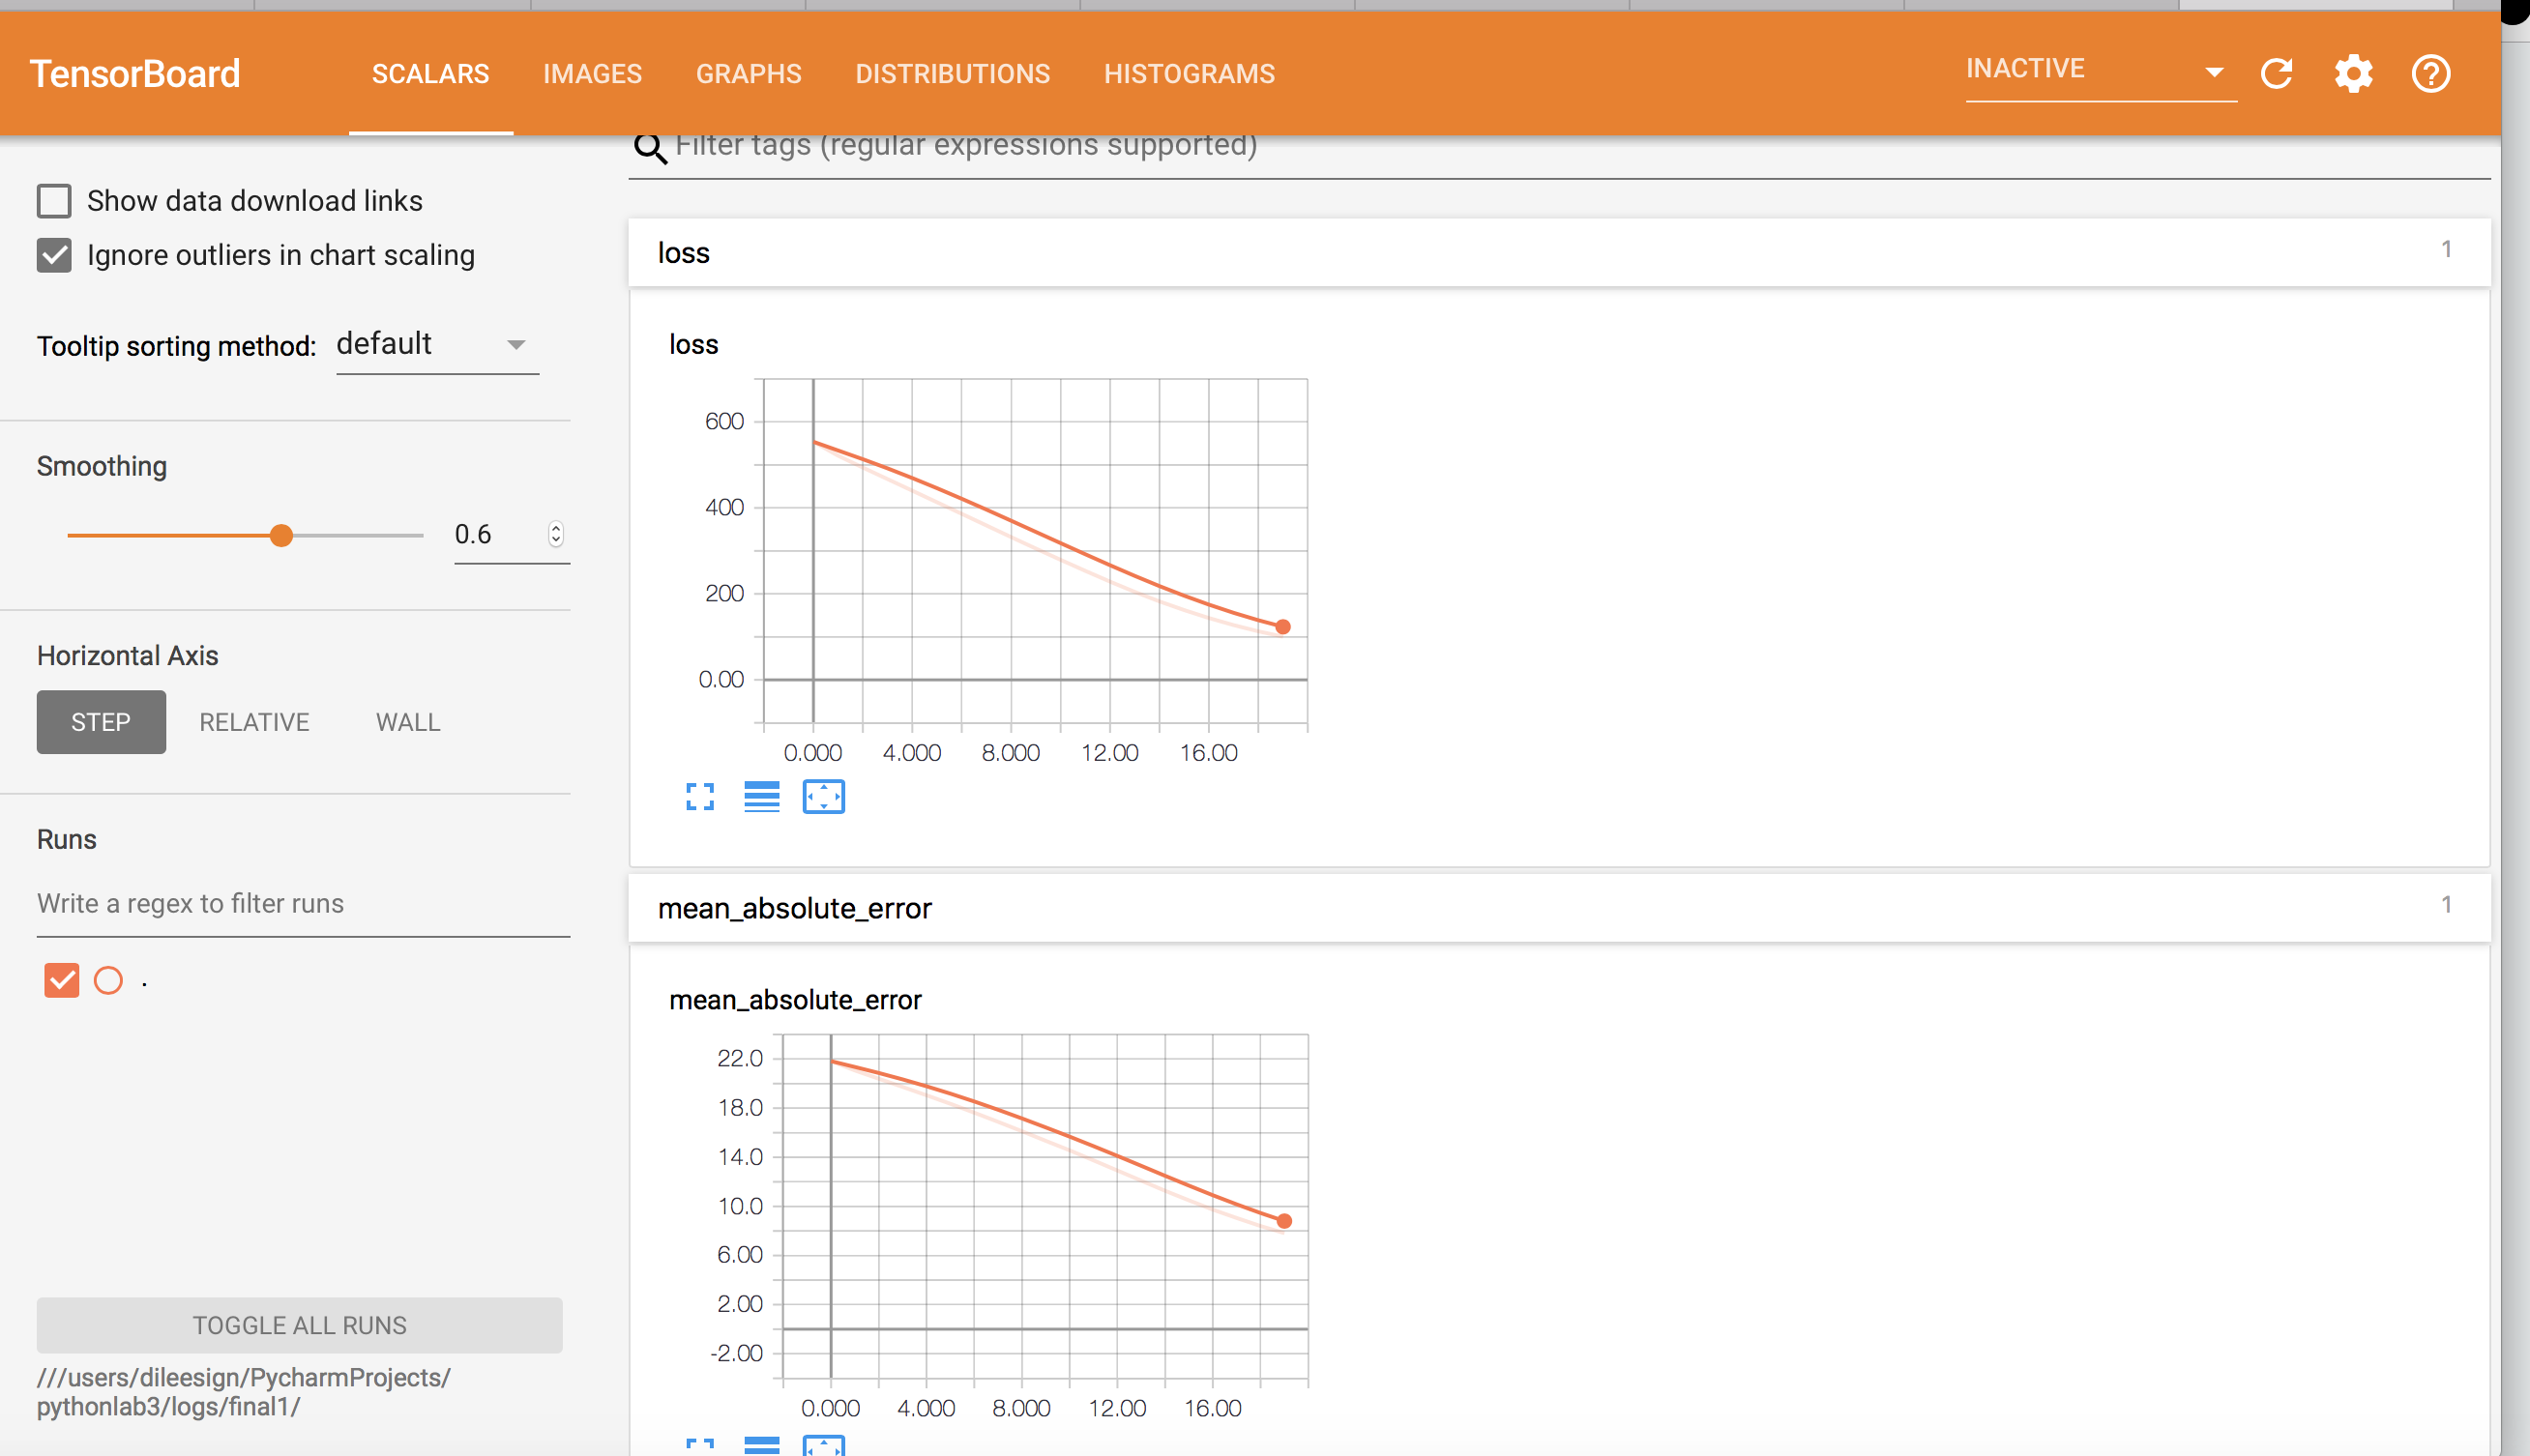 TensorBoard SCALARS IMAGES GRAPHS DISTRIBUTIONS HISTOGRAMS INACTIVE
Filter tags (regular expressions supported)
Show data download links
Ignore outliers in chart scaling
Tooltip sorting method: default
Smoothing
0.6
Horizontal Axis
STEP RELATIVE WALL
Runs
Write a regex to filter runs
.
TOGGLE ALL RUNS
///users/dileesign/PycharmProjects/
pythonlab3/logs/final1/
loss 1
loss
600
400
200
0.00
0.000 4.000 8.000 12.00 16.00
mean_absolute_error 1
mean_absolute_error
22.0
18.0
14.0
10.0
6.00
2.00
-2.00
0.000 4.000 8.000 12.00 16.00